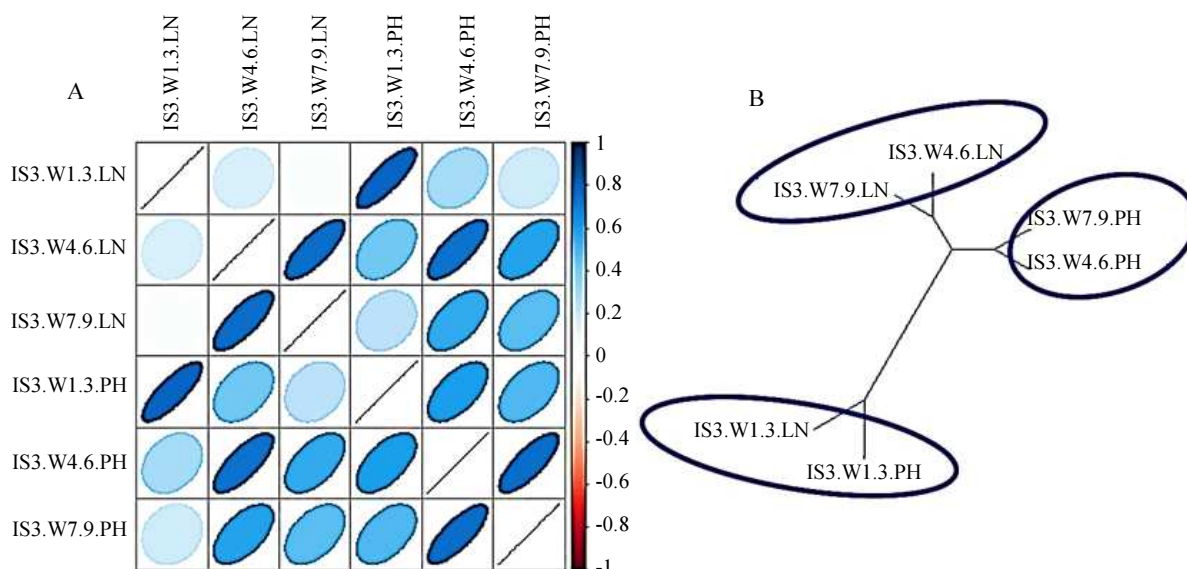 A
IS3.W1.3.LN
IS3.W4.6.LN
IS3.W7.9.LN
IS3.W1.3.PH
IS3.W4.6.PH
IS3.W7.9.PH
IS3.W1.3.LN
IS3.W4.6.LN
IS3.W7.9.LN
IS3.W1.3.PH
IS3.W4.6.PH
IS3.W7.9.PH
1
0.8
0.6
0.4
0.2
0
-0.2
-0.4
-0.6
-0.8
-1
B
IS3.W4.6.LN
IS3.W7.9.LN
IS3.W7.9.PH
IS3.W4.6.PH
IS3.W1.3.LN
IS3.W1.3.PH